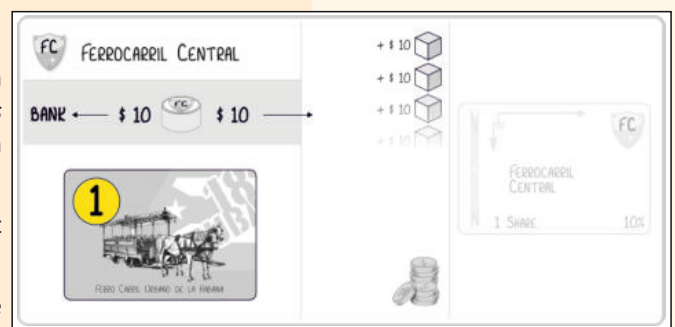 FC FERROCARRIL CENTRAL
BANK $ 10 FC $ 10
1
FERRO CARRIL URBANO DE LA HABANA
+ $ 10
+ $ 10
+ $ 10
+ $ 10
FC
FERROCARRIL
CENTRAL
1 SHARE 10%